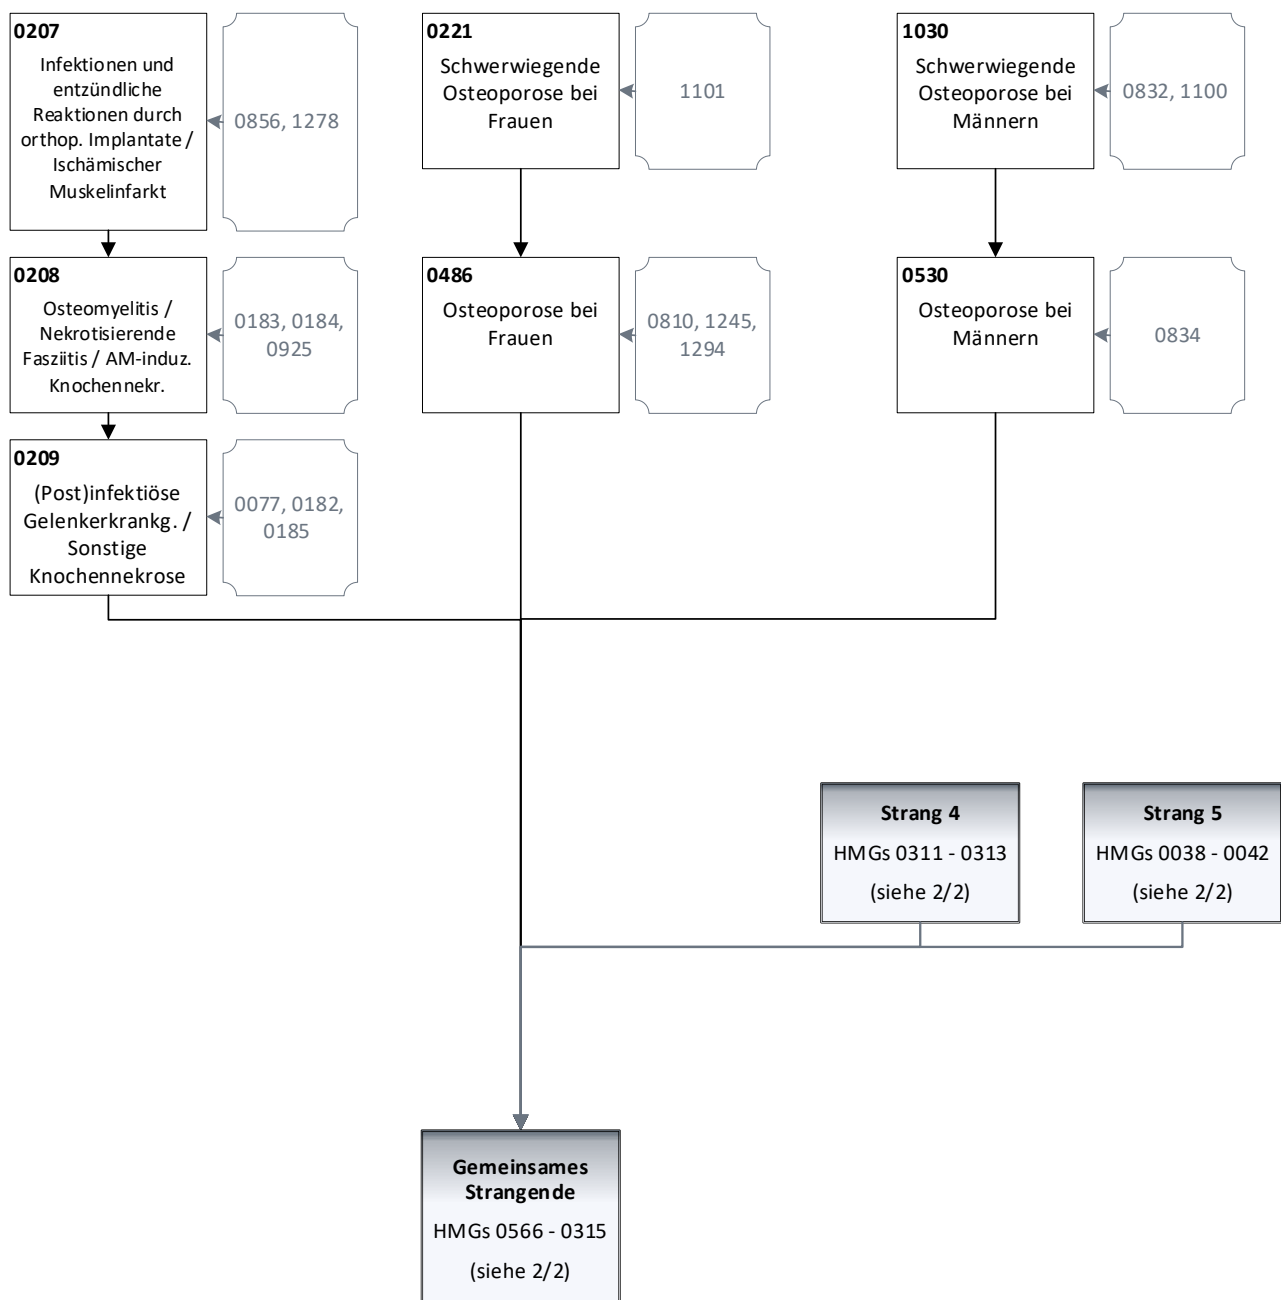 0207
Infektionen und
entzündliche
Reaktionen durch
orthop. Implantate /
Ischämischer
Muskelinfarkt
0856, 1278
0221
Schwerwiegende
Osteoporose bei
Frauen
1101
1030
Schwerwiegende
Osteoporose bei
Männern
0832, 1100
0208
Osteomyelitis /
Nekrotisierende
Fasziitis / AM-induz.
Knochennekr.
0183, 0184,
0925
0486
Osteoporose bei
Frauen
0810, 1245,
1294
0530
Osteoporose bei
Männern
0834
0209
(Post)infektiöse
Gelenkerkrankg. /
Sonstige
Knochennekrose
0077, 0182,
0185
Strang 4
HMGs 0311 - 0313
(siehe 2/2)
Strang 5
HMGs 0038 - 0042
(siehe 2/2)
Gemeinsames
Strangende
HMGs 0566 - 0315
(siehe 2/2)